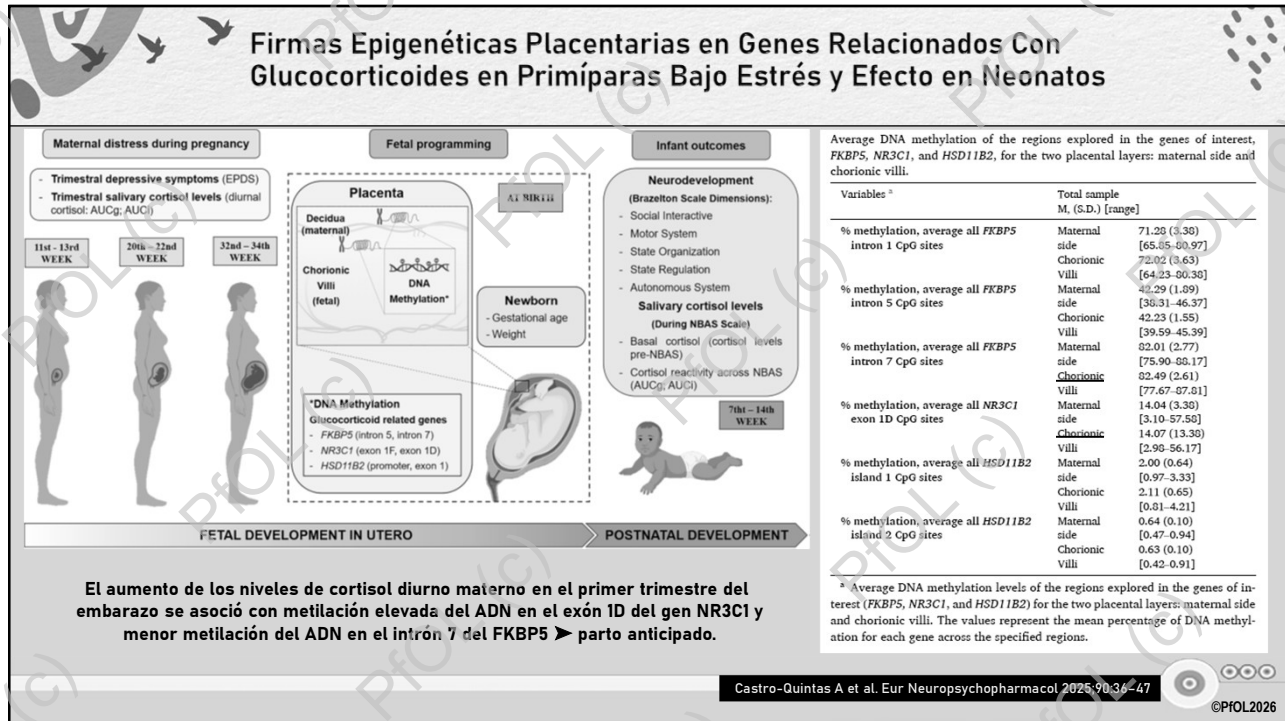 Firmas Epigenéticas Placentarias en Genes Relacionados Con
Glucocorticoides en Primíparas Bajo Estrés y Efecto en Neonatos
Maternal distress during pregnancy
- Trimestral depressive symptoms (EPDS)
- Trimestral salivary cortisol levels (diurnal
cortisol: AUCg; AUCi)
11st - 13rd
WEEK
20th – 22nd
WEEK
32nd – 34th
WEEK
Fetal programming
Placenta
Decidua
(maternal)
Chorionic
Villi
(fetal)
DNA
Methylation*
*DNA Methylation
Glucocorticoid related genes
- FKBP5 (intron 5, intron 7)
- NR3C1 (exon 1F, exon 1D)
- HSD11B2 (promoter, exon 1)
AT BIRTH
Newborn
- Gestational age
- Weight
Infant outcomes
Neurodevelopment
(Brazelton Scale Dimensions):
- Social Interactive
- Motor System
- State Organization
- State Regulation
- Autonomous System
Salivary cortisol levels
(During NBAS Scale)
- Basal cortisol (cortisol levels
pre-NBAS)
- Cortisol reactivity across NBAS
(AUCg; AUCi)
7tht – 14th
WEEK
FETAL DEVELOPMENT IN UTERO
POSTNATAL DEVELOPMENT
El aumento de los niveles de cortisol diurno materno en el primer trimestre del
embarazo se asoció con metilación elevada del ADN en el exón 1D del gen NR3C1 y
menor metilación del ADN en el intrón 7 del FKBP5 ➤ parto anticipado.
Average DNA methylation of the regions explored in the genes of interest,
FKBP5, NR3C1, and HSD11B2, for the two placental layers: maternal side and
chorionic villi.
Variables ª Total sample
M, (S.D.) [range]
% methylation, average all FKBP5 Maternal 71.28 (3.38)
intron 1 CpG sites side [65.85–80.97]
Chorionic 72.02 (3.63)
Villi [64.23–80.38]
% methylation, average all FKBP5 Maternal 42.29 (1.89)
intron 5 CpG sites side [38.31–46.37]
Chorionic 42.23 (1.55)
Villi [39.59–45.39]
% methylation, average all FKBP5 Maternal 82.01 (2.77)
intron 7 CpG sites side [75.90–88.17]
Chorionic 82.49 (2.61)
Villi [77.67–87.81]
% methylation, average all NR3C1 Maternal 14.04 (3.38)
exon 1D CpG sites side [3.10–57.58]
Chorionic 14.07 (13.38)
Villi [2.98–56.17]
% methylation, average all HSD11B2 Maternal 2.00 (0.64)
island 1 CpG sites side [0.97–3.33]
Chorionic 2.11 (0.65)
Villi [0.81–4.21]
% methylation, average all HSD11B2 Maternal 0.64 (0.10)
island 2 CpG sites side [0.47–0.94]
Chorionic 0.63 (0.10)
Villi [0.42–0.91]
ª Average DNA methylation levels of the regions explored in the genes of in-
terest (FKBP5, NR3C1, and HSD11B2) for the two placental layers: maternal side
and chorionic villi. The values represent the mean percentage of DNA methyl-
ation for each gene across the specified regions.
Castro-Quintas A et al. Eur Neuropsychopharmacol 2025;90:36–47
©PfOL2026
PfOL (c)